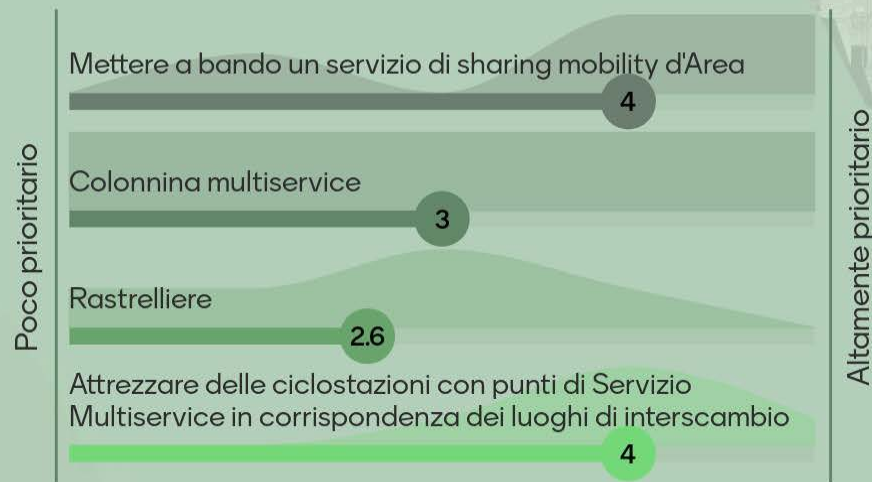 Poco prioritario
Mettere a bando un servizio di sharing mobility d'Area
4
Colonnina multiservice
3
Rastrelliere
2.6
Attrezzare delle ciclostazioni con punti di Servizio
Multiservice in corrispondenza dei luoghi di interscambio
4
Altamente prioritario